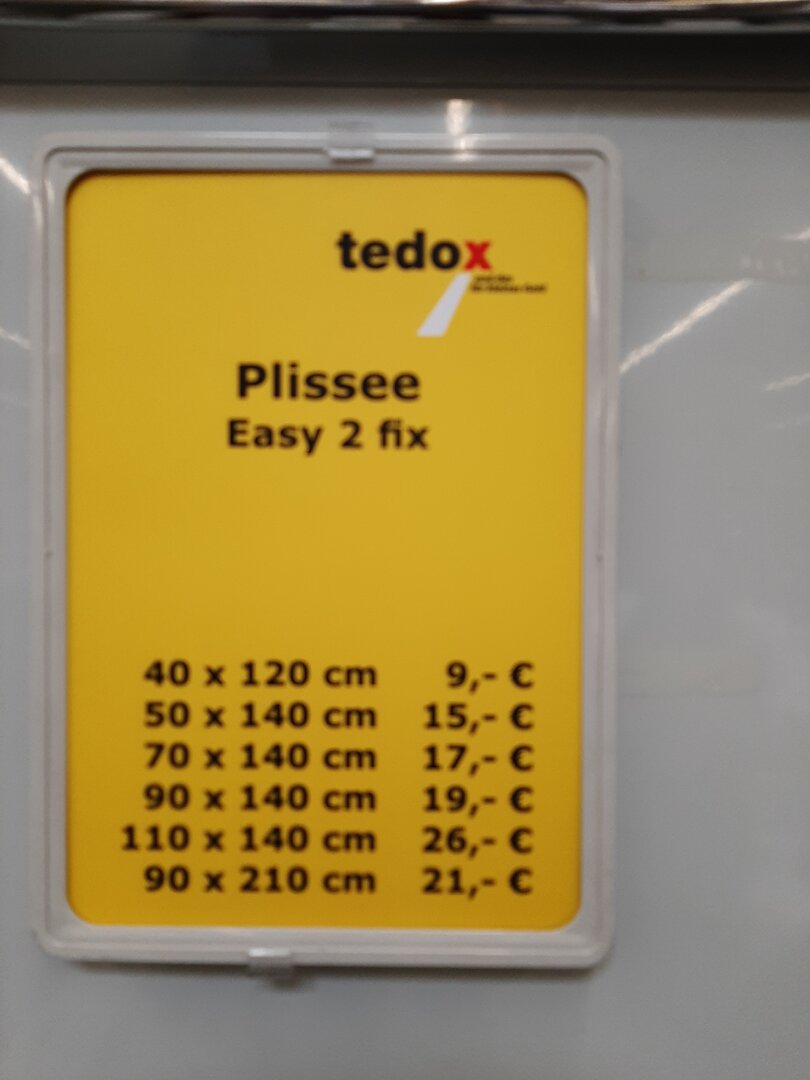 tedox
Plissee
Easy 2 fix
40 x 120 cm 9,- €
50 x 140 cm 15,- €
70 x 140 cm 17,- €
90 x 140 cm 19,- €
110 x 140 cm 26,- €
90 x 210 cm 21,- €